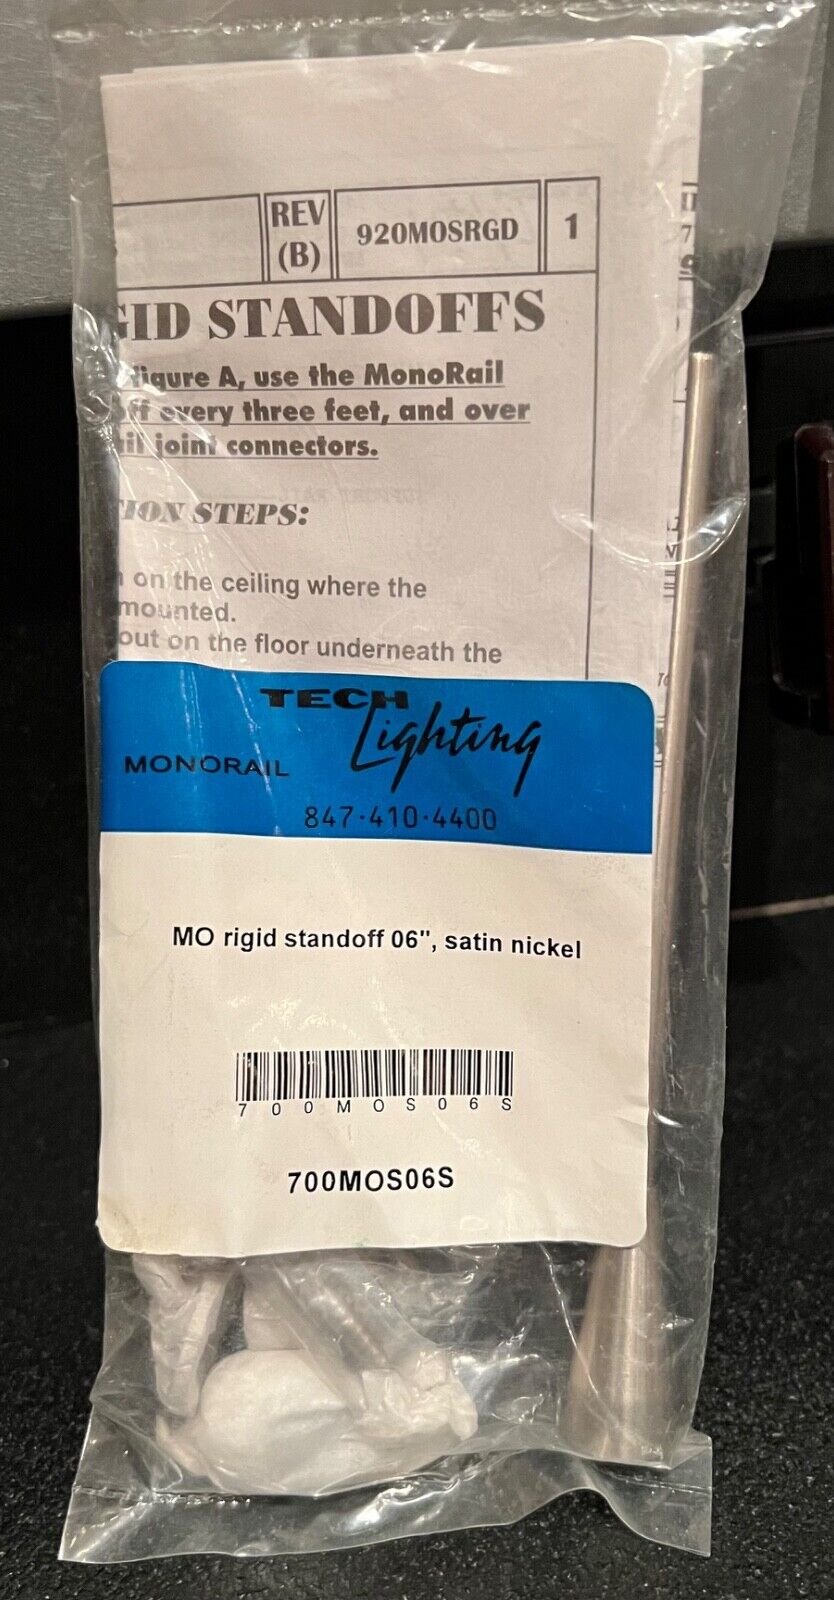 REV
(B)
920MOSRGD
1
GID STANDOFFS
figure A, use the MonoRail
off every three feet, and over
ail joint connectors.
TION STEPS:
on the ceiling where the
mounted.
out on the floor underneath the
TECH
Lighting
MONORAIL
847·410·4400
MO rigid standoff 06", satin nickel
700MOS06S
700MOS06S